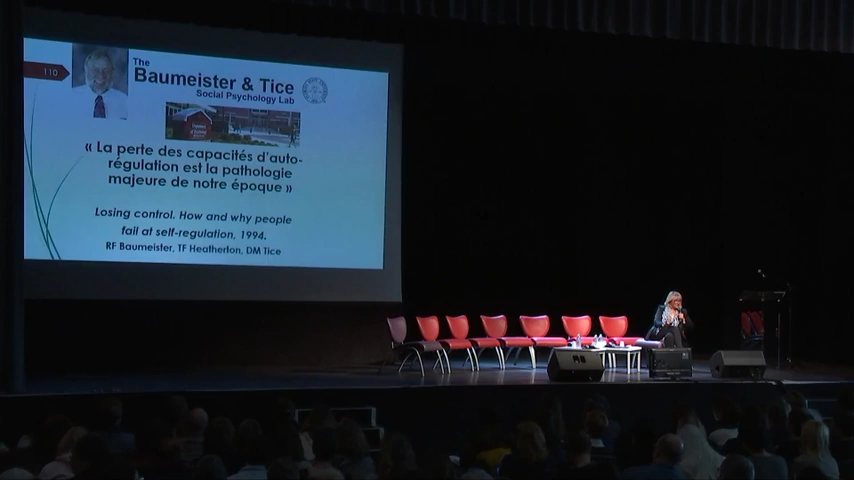 110
The
Baumeister & Tice
Social Psychology Lab
« La perte des capacités d'auto-
régulation est la pathologie
majeure de notre époque »
Losing control. How and why people
fail at self-regulation, 1994.
RF Baumeister, TF Heatherton, DM Tice